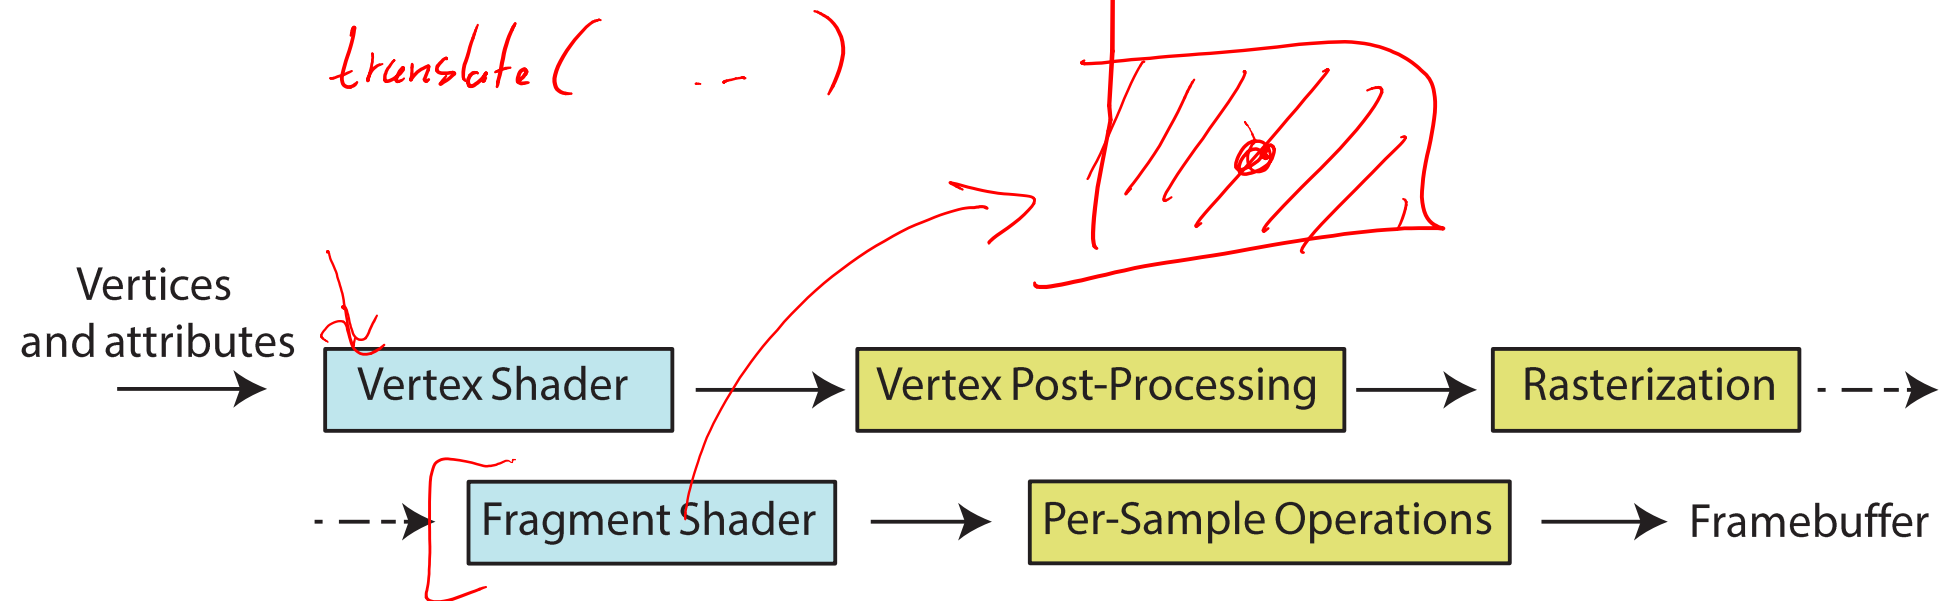 translate( .. )
Vertices
and attributes
Vertex Shader
Vertex Post-Processing
Rasterization
Fragment Shader
Per-Sample Operations
Framebuffer